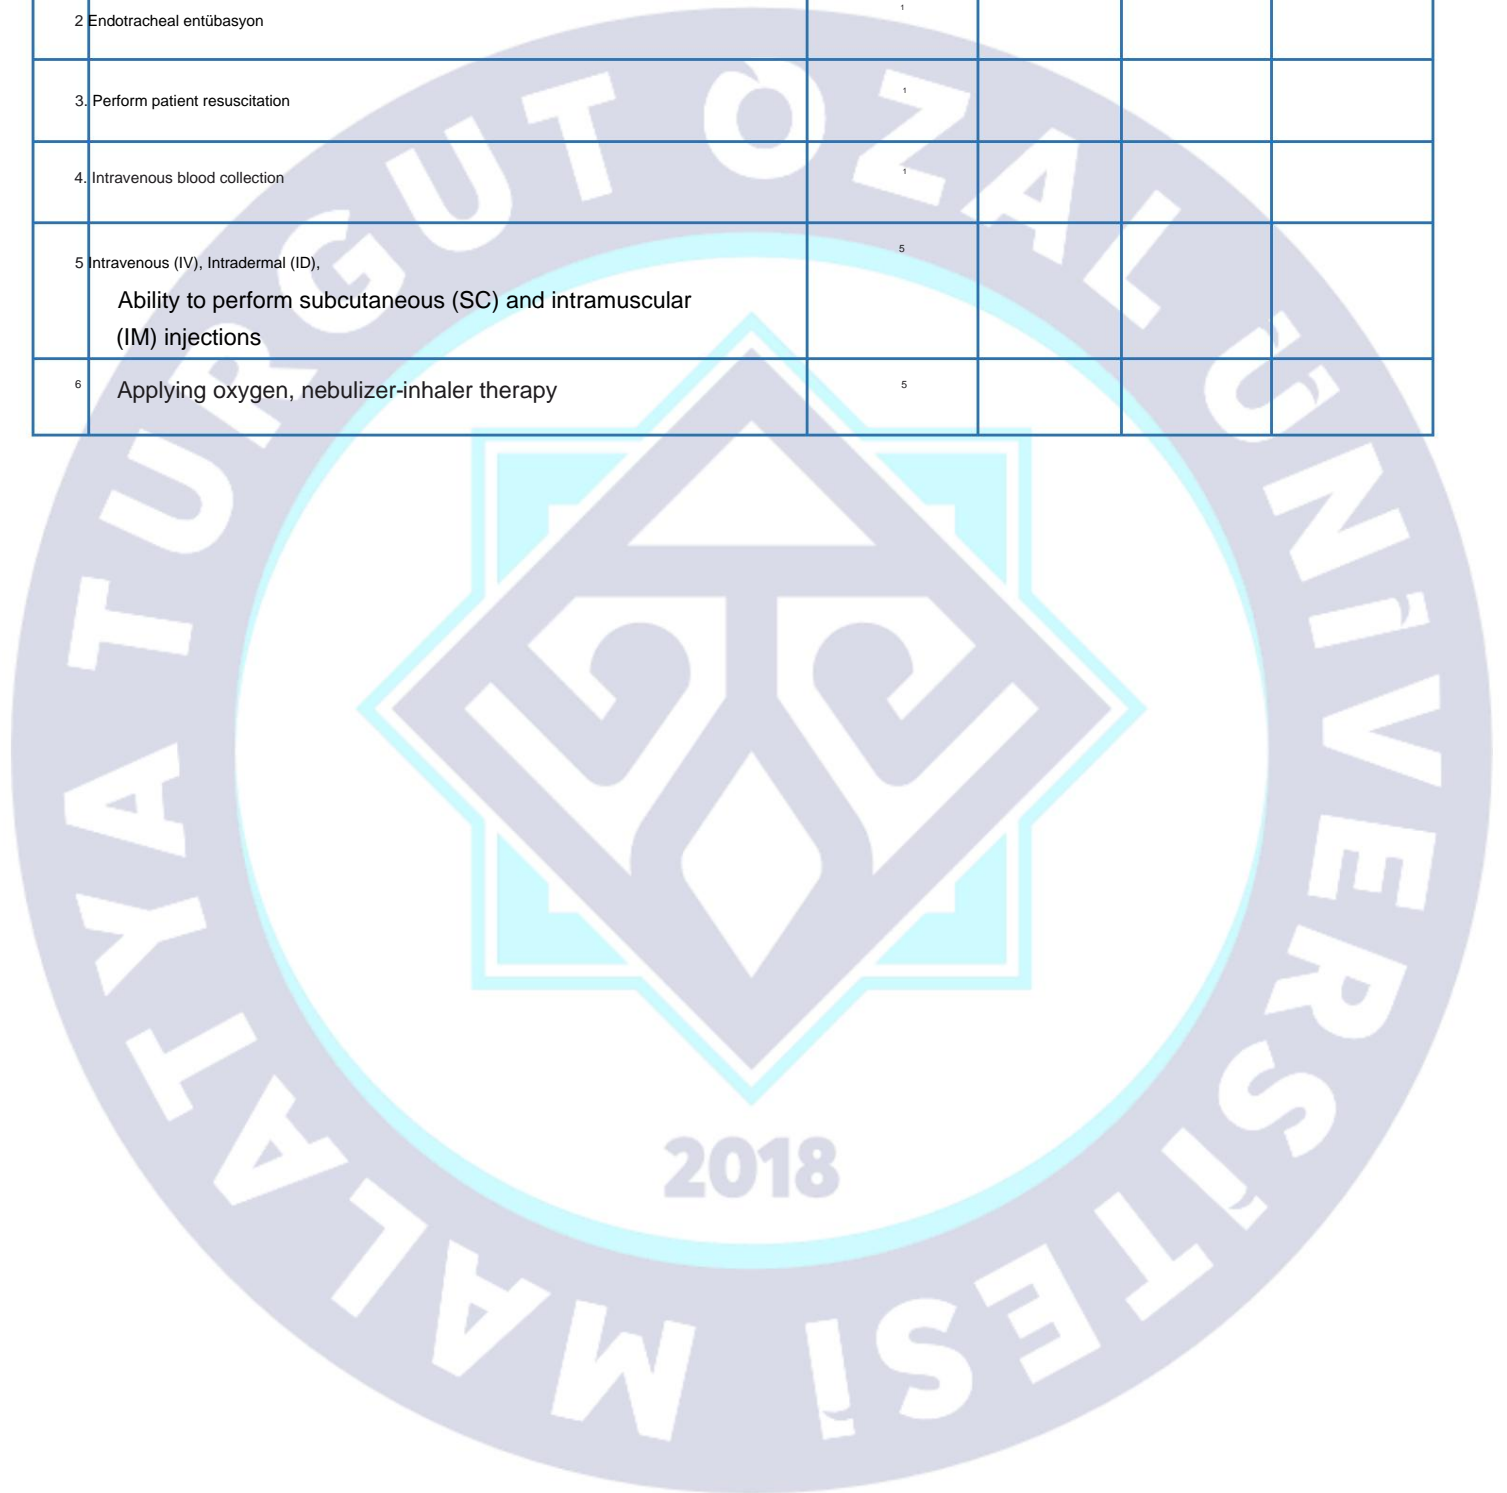 2 Endotracheal entübasyon 1
3. Perform patient resuscitation 1
4. Intravenous blood collection 1
5 Intravenous (IV), Intradermal (ID), 5
Ability to perform subcutaneous (SC) and intramuscular
(IM) injections
6 Applying oxygen, nebulizer-inhaler therapy 5
MALATYA TURGUT ÖZAL ÜNİVERSİTESİ
2018